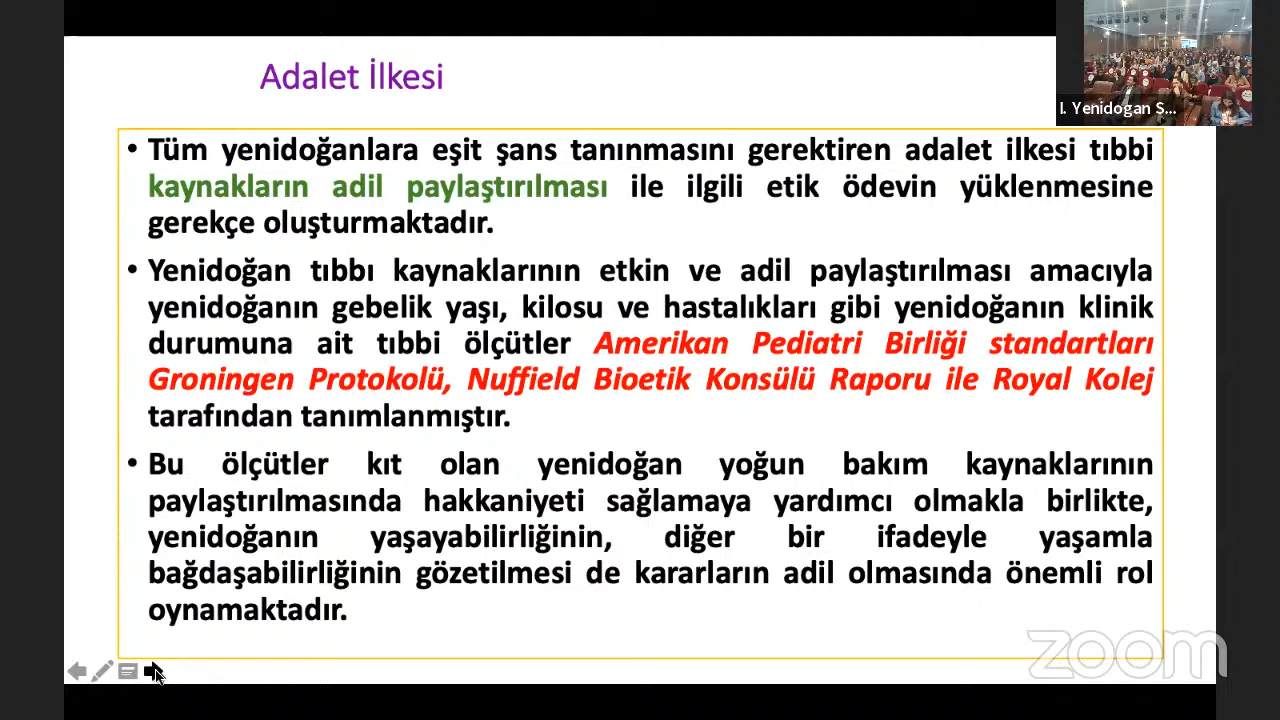 Adalet İlkesi
I. Yenidogan S...
• Tüm yenidoğanlara eşit şans tanınmasını gerektiren adalet ilkesi tıbbi
kaynakların adil paylaştırılması ile ilgili etik ödevin yüklenmesine
gerekçe oluşturmaktadır.
• Yenidoğan tıbbı kaynaklarının etkin ve adil paylaştırılması amacıyla
yenidoğanın gebelik yaşı, kilosu ve hastalıkları gibi yenidoğanın klinik
durumuna ait tıbbi ölçütler Amerikan Pediatri Birliği standartları
Groningen Protokolü, Nuffield Bioetik Konsülü Raporu ile Royal Kolej
tarafından tanımlanmıştır.
• Bu ölçütler kıt olan yenidoğan yoğun bakım kaynaklarının
paylaştırılmasında hakkaniyeti sağlamaya yardımcı olmakla birlikte,
yenidoğanın yaşayabilirliğinin, diğer bir ifadeyle yaşamla
bağdaşabilirliğinin gözetilmesi de kararların adil olmasında önemli rol
oynamaktadır.
zoom